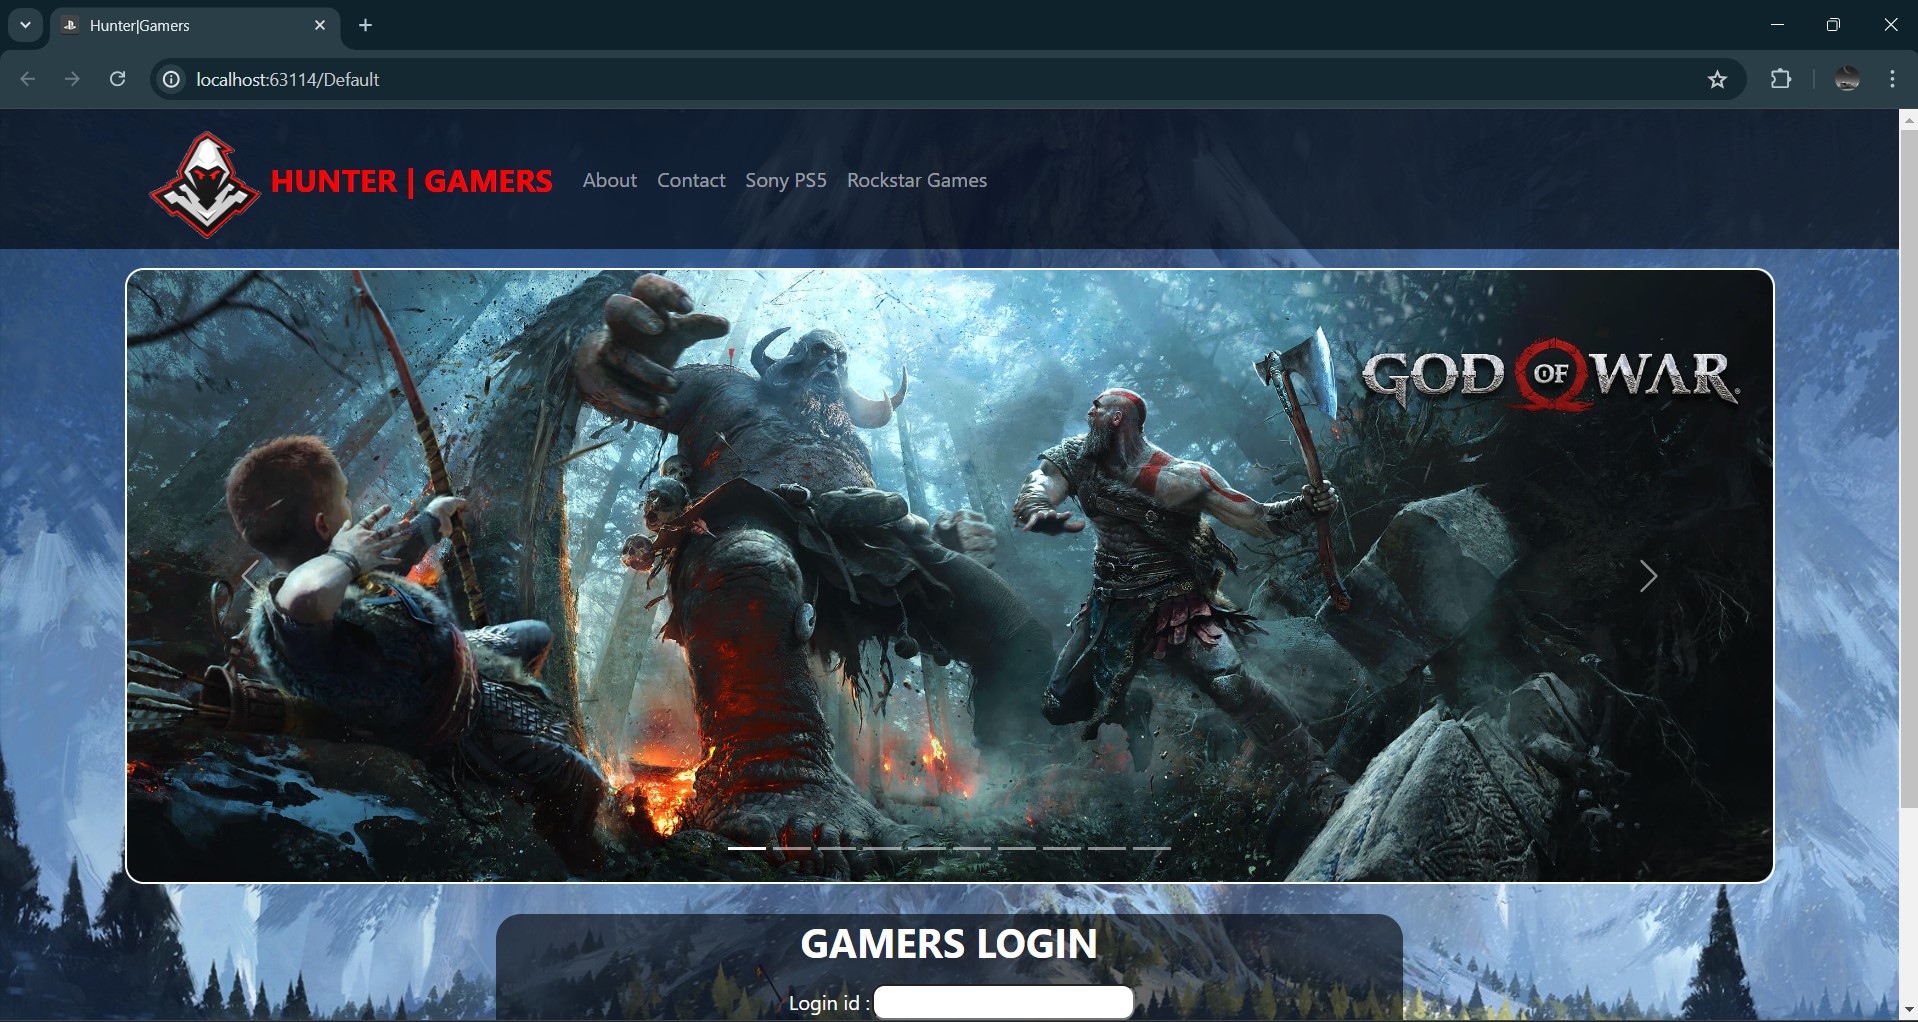 Hunter|Gamers
localhost:63114/Default
HUNTER | GAMERS
About
Contact
Sony PS5
Rockstar Games
GOD OF WAR
GAMERS LOGIN
Login id :